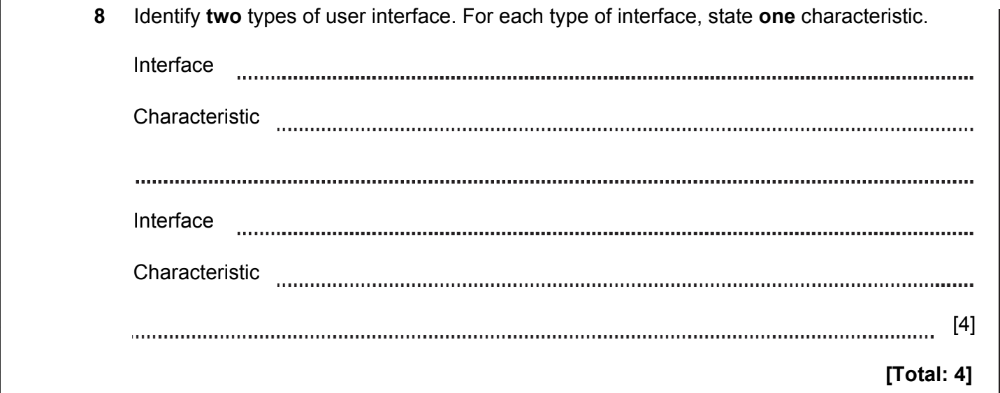 8 Identify two types of user interface. For each type of interface, state one characteristic.
Interface
Characteristic
Interface
Characteristic
[4]
[Total: 4]